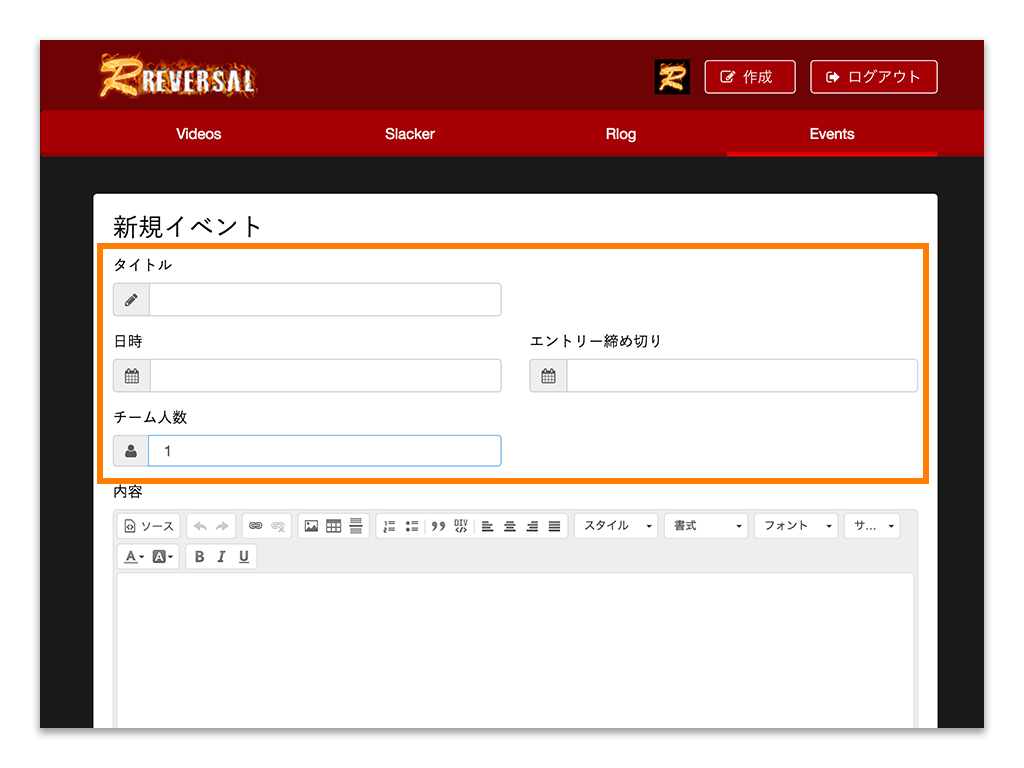 REVERSAL
作成
ログアウト
Videos
Slacker
Rlog
Events
新規イベント
タイトル
日時
エントリー締め切り
チーム人数
1
内容
ソース
DIV
スタイル
書式
フォント
サ...
A
A
B I U